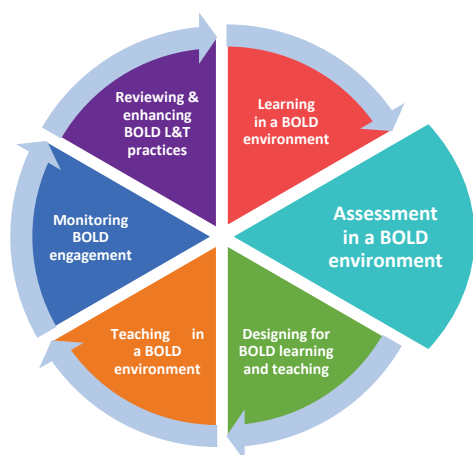 Learning
in a BOLD
environment
Assessment
in a BOLD
environment
Designing for
BOLD learning
and teaching
Teaching in
a BOLD
environment
Monitoring
BOLD
engagement
Reviewing &
enhancing
BOLD L&T
practices